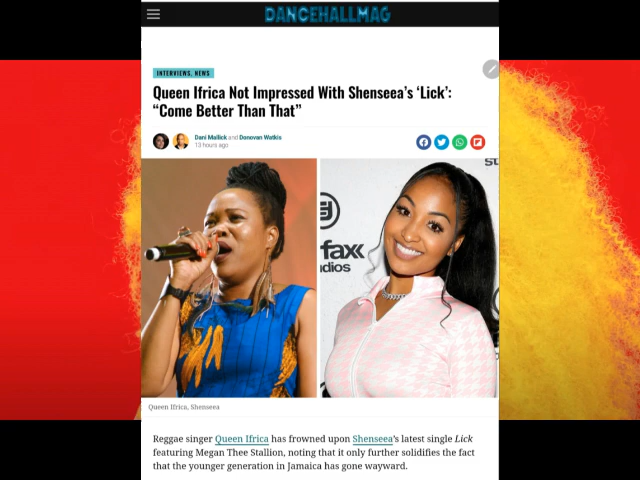 DANCEHALLMAG
INTERVIEWS, NEWS
Queen Ifrica Not Impressed With Shenseea's 'Lick':
"Come Better Than That"
Dani Mallick and Donovan Watkis
13 hours ago
fax
dios
Queen Ifrica, Shenseea
Reggae singer Queen Ifrica has frowned upon Shenseea's latest single Lick
featuring Megan Thee Stallion, noting that it only further solidifies the fact
that the younger generation in Jamaica has gone wayward.